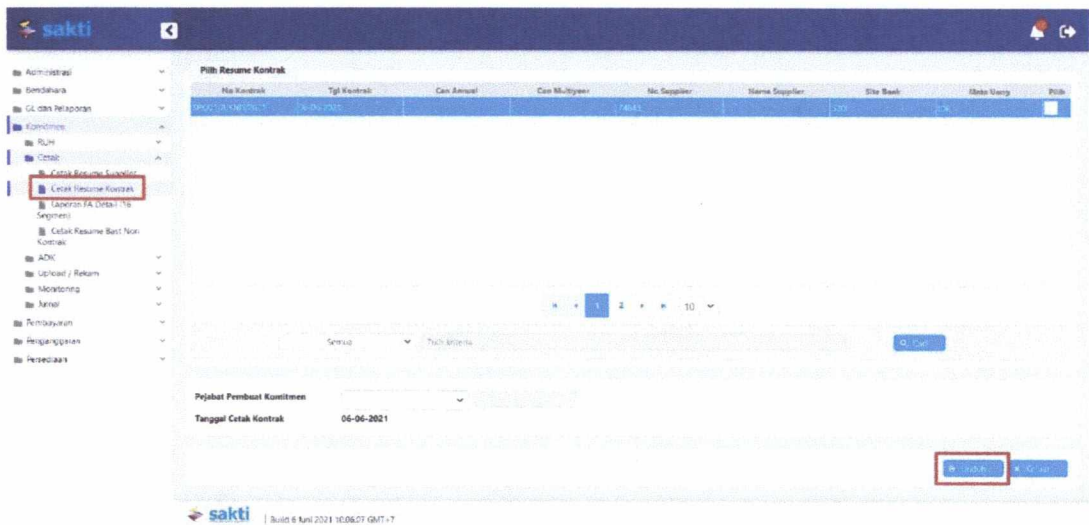 sakti
Administrasi
Bendahara
GL dan Pelaporan
Komitmen
RUH
Cetak
Cetak Resume Supplier
Cetak Resume Kontrak
Laporan FA Detail (16
Segmen)
Cetak Resume Bast Non
Kontrak
ADK
Upload / Rekam
Monitoring
Jurnal
Pembayaran
Penganggaran
Persediaan
Pilih Resume Kontrak
No Kontrak Tgl Kontrak Can Annual Can Multiyear No Supplier Nama Supplier Site Bank Mata Uang Pilih
1 2 10
Semua Cari
Pejabat Pembuat Komitmen
Tanggal Cetak Kontrak 06-06-2021
Unduh
sakti | Build 6 Juni 2021 10:06:07 GMT+7